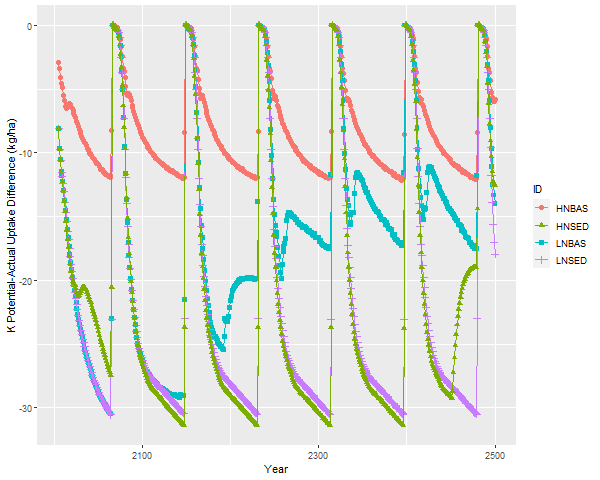 0
-10
-20
-30
K Potential-Actual Uptake Difference (kg/ha)
2100
2300
2500
Year
ID
HNBAS
HNSED
LNBAS
LNSED